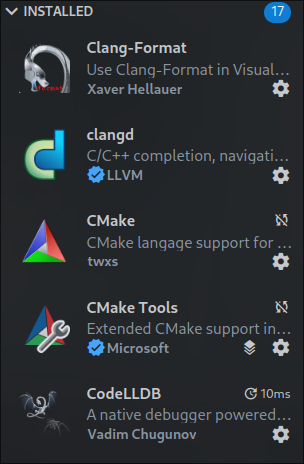 INSTALLED 17
Clang-Format
Use Clang-Format in Visual...
Xaver Hellauer
clangd
C/C++ completion, navigati...
LLVM
CMake
CMake langage support for ...
twxs
CMake Tools
Extended CMake support in...
Microsoft
CodeLLDB 10ms
A native debugger powered...
Vadim Chugunov